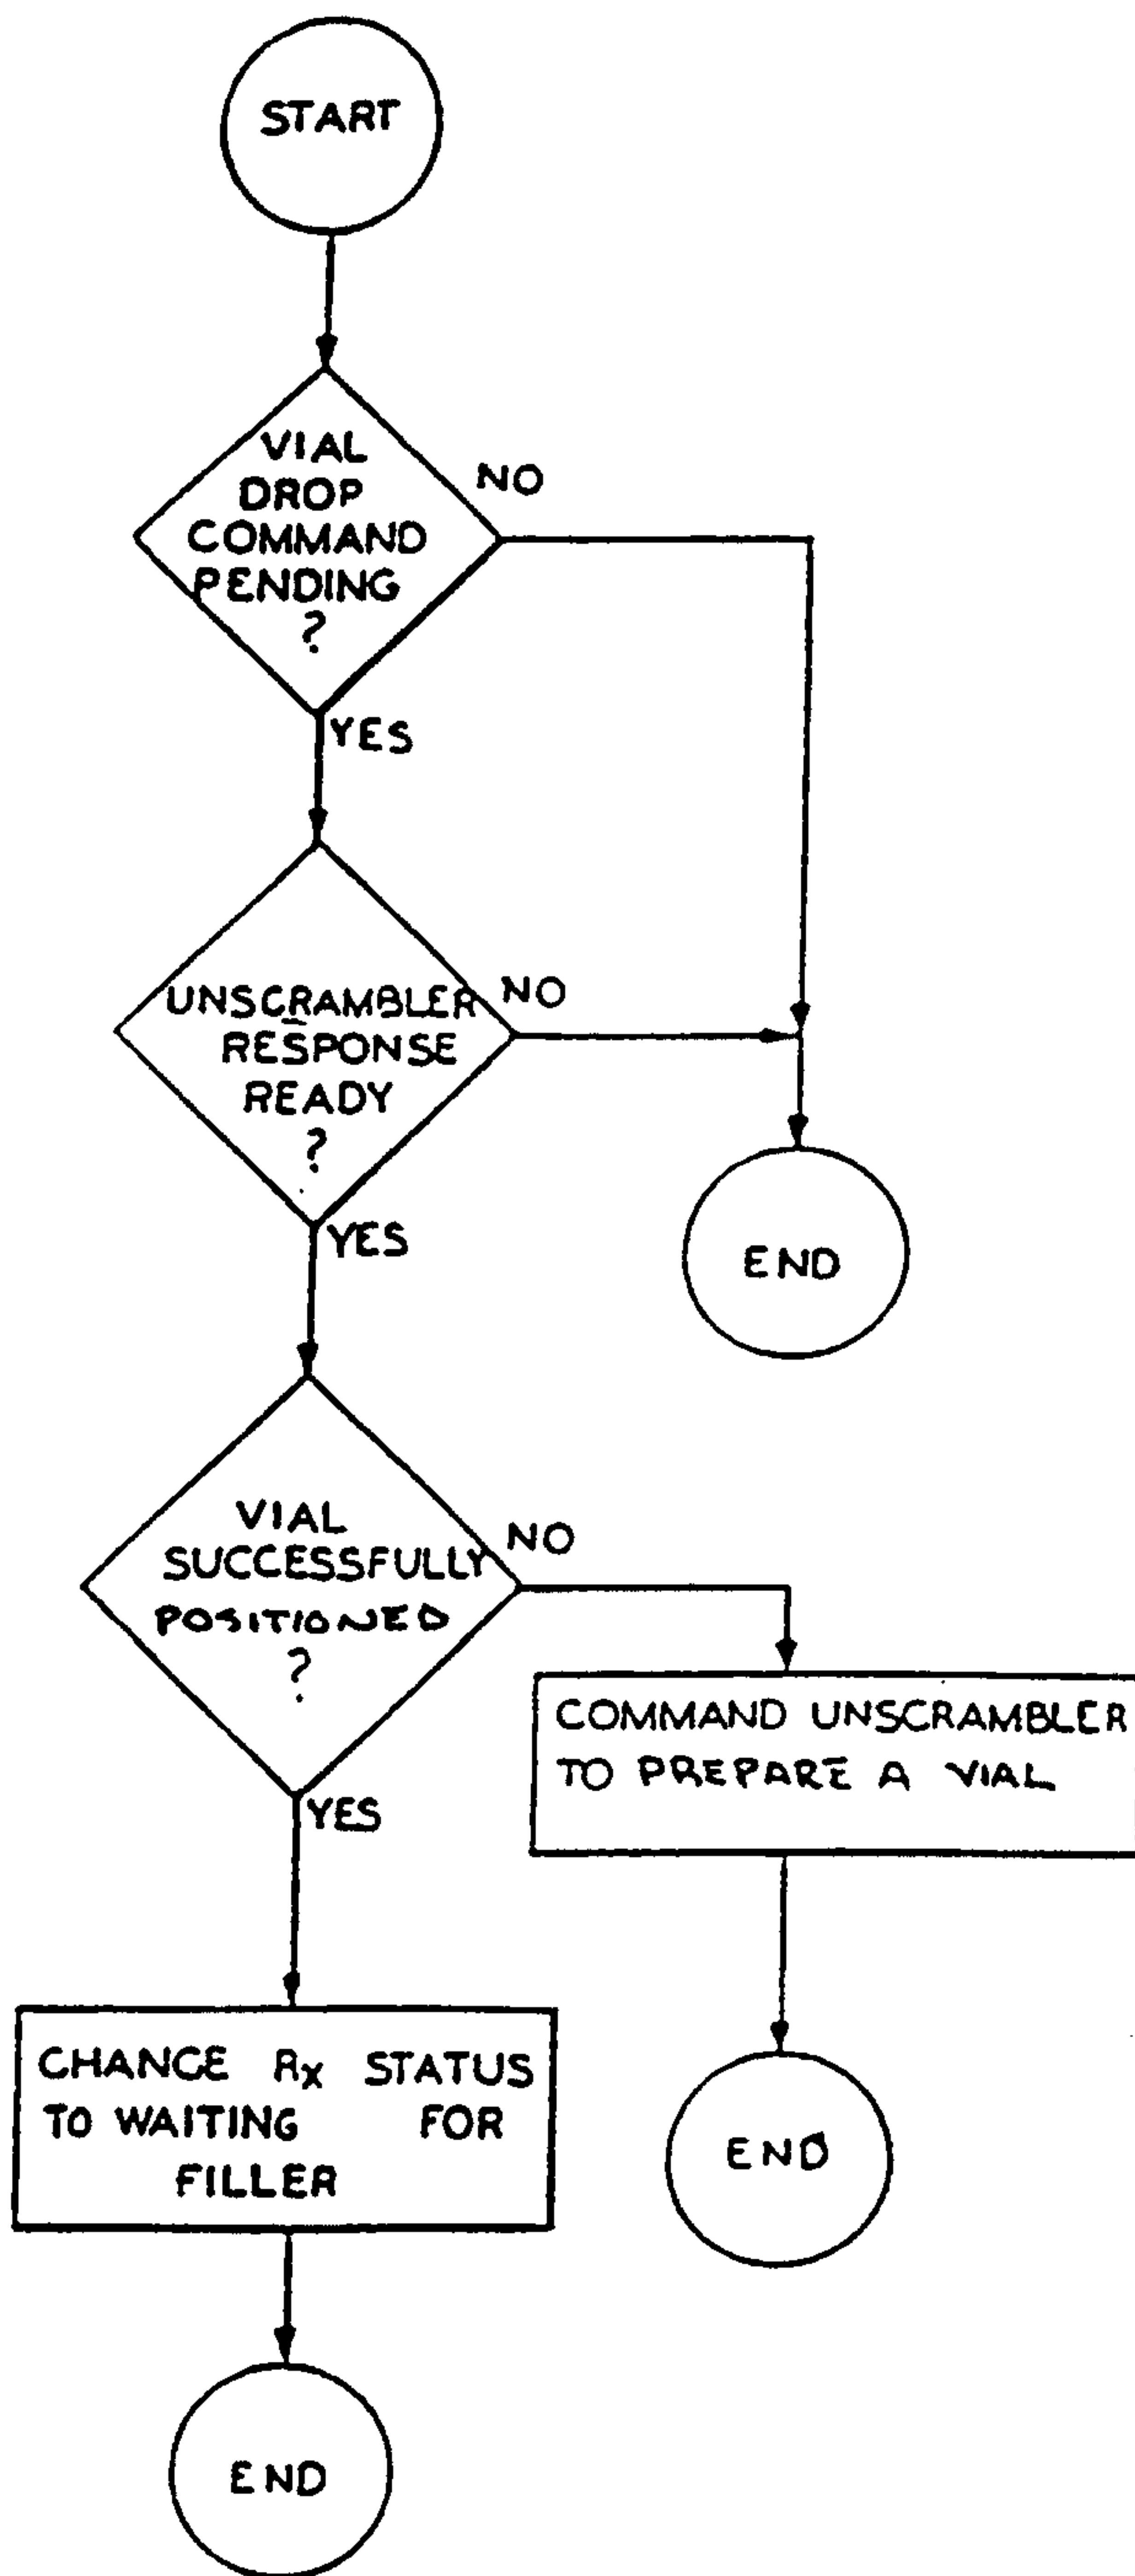 START
VIAL
DROP
COMMAND
PENDING
?
NO
YES
UNSCRAMBLER
RESPONSE
READY
?
NO
YES
END
VIAL
SUCCESSFULLY
POSITIONED
?
NO
YES
COMMAND UNSCRAMBLER
TO PREPARE A VIAL
END
CHANGE Rx STATUS
TO WAITING FOR
FILLER
END